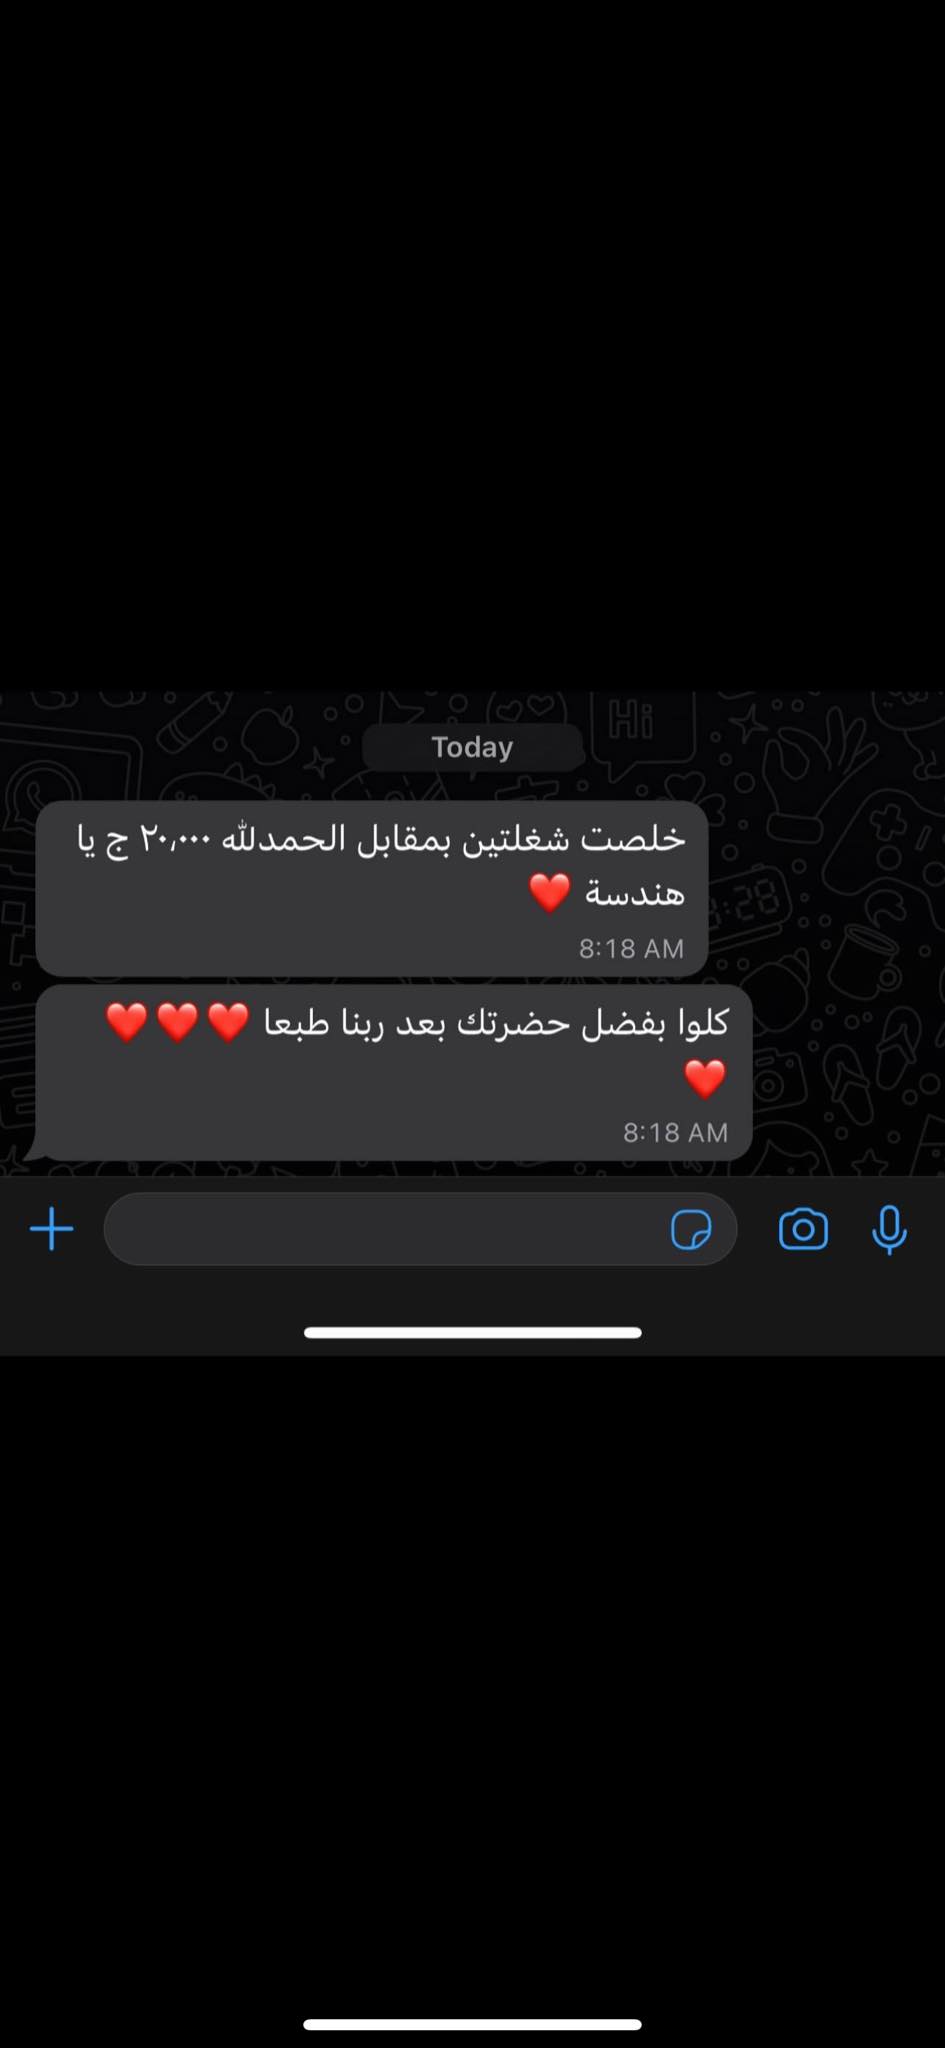 Today
خلصت شغلتين بمقابل الحمدلله ٢٠,٠٠٠ ج يا
هندسة ❤️
8:18 AM
كلوا بفضل حضرتك بعد ربنا طبعا ❤️❤️❤️
❤️
8:18 AM